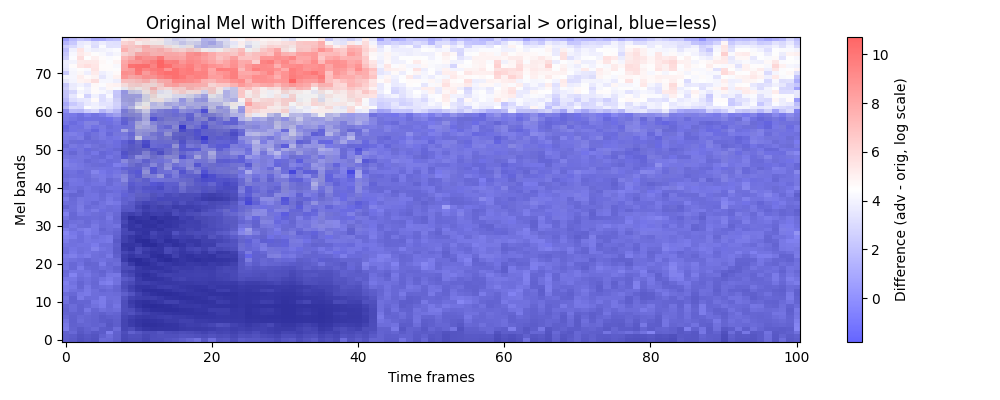 Original Mel with Differences (red=adversarial > original, blue=less)
Mel bands
70
60
50
40
30
20
10
0
0 20 40 60 80 100
Time frames
10
8
6
4
2
0
Difference (adv - orig, log scale)